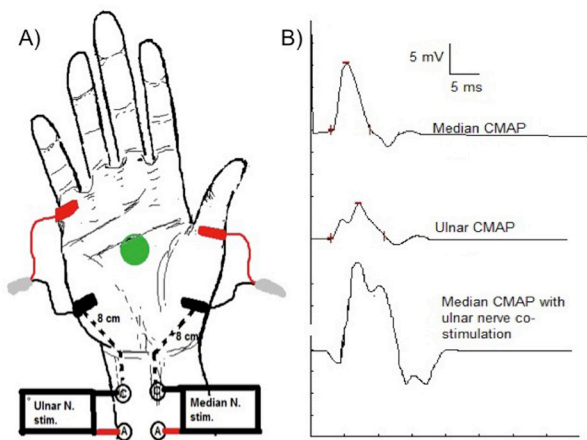 A)
8 cm
8 cm
° Ulnar N.
stim.
C
Median N.
stim.
A
A
B)
5 mV
5 ms
Median CMAP
Ulnar CMAP
Median CMAP with
ulnar nerve co-
stimulation